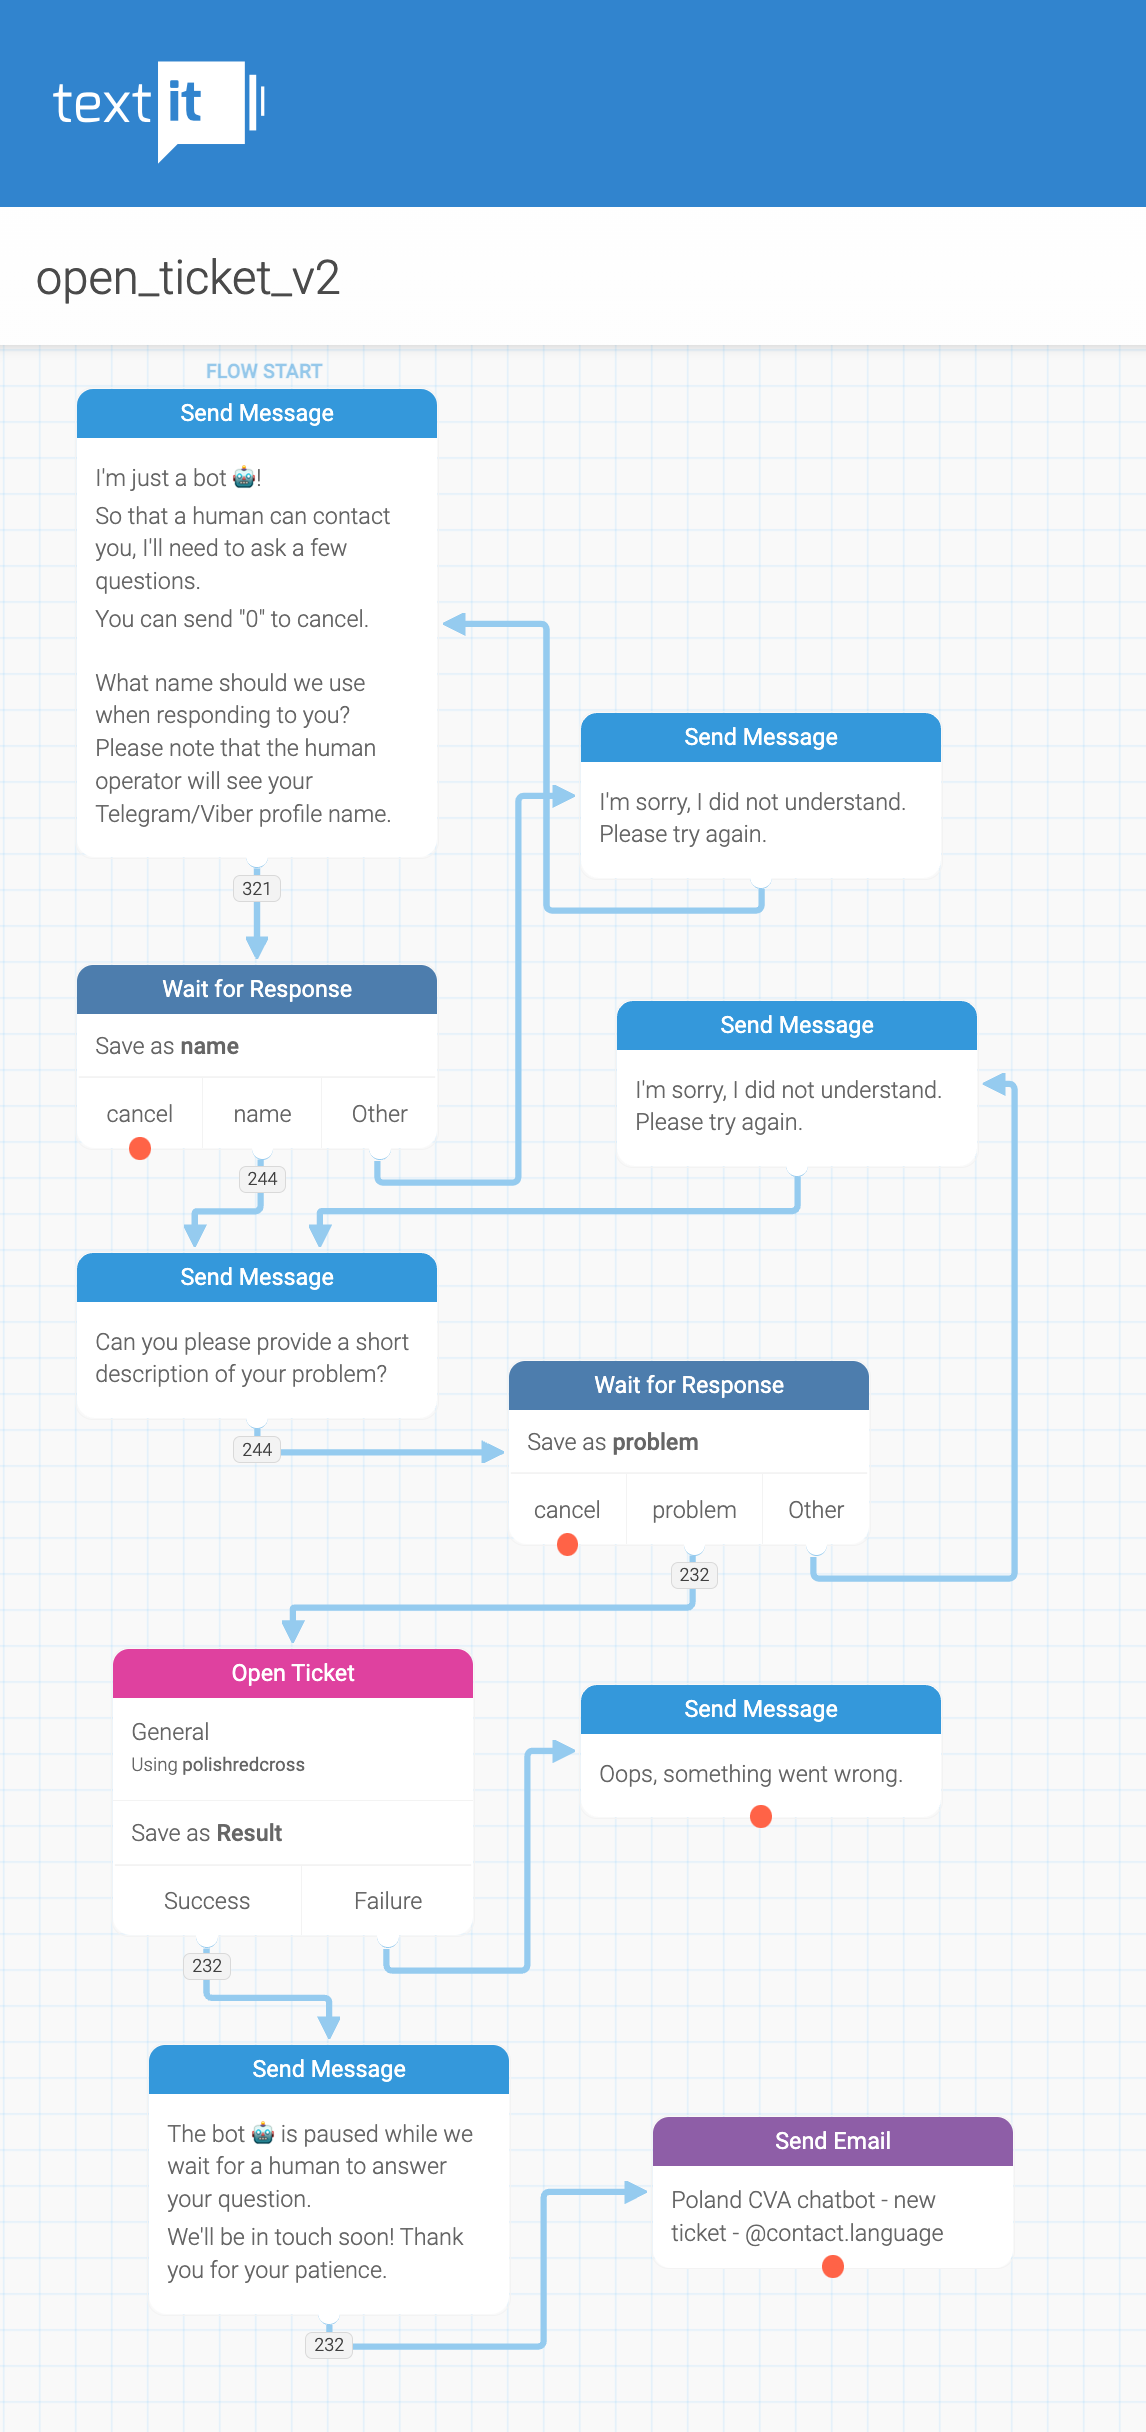 text it
open_ticket_v2
FLOW START
Send Message
I'm just a bot 🤖!
So that a human can contact
you, I'll need to ask a few
questions.
You can send "0" to cancel.
What name should we use
when responding to you?
Please note that the human
operator will see your
Telegram/Viber profile name.
321
Send Message
I'm sorry, I did not understand.
Please try again.
Wait for Response
Save as name
cancel name Other
244
Send Message
I'm sorry, I did not understand.
Please try again.
Send Message
Can you please provide a short
description of your problem?
244
Wait for Response
Save as problem
cancel problem Other
232
Open Ticket
General
Using polishredcross
Save as Result
Success Failure
232
Send Message
Oops, something went wrong.
Send Message
The bot 🤖 is paused while we
wait for a human to answer
your question.
We'll be in touch soon! Thank
you for your patience.
232
Send Email
Poland CVA chatbot - new
ticket - @contact.language